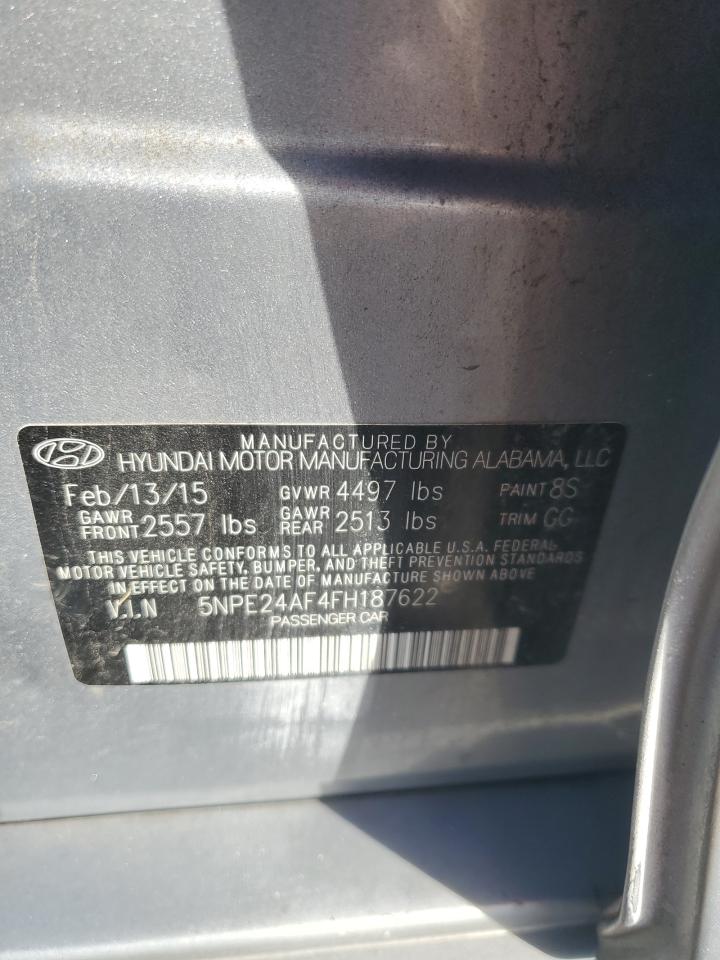 MANUFACTURED BY
HYUNDAI MOTOR MANUFACTURING ALABAMA, LLC
Feb/13/15 GVWR 4497 lbs PAINT 8S
GAWR FRONT 2557 lbs GAWR REAR 2513 lbs TRIM GG
THIS VEHICLE CONFORMS TO ALL APPLICABLE U.S.A. FEDERAL
MOTOR VEHICLE SAFETY, BUMPER, AND THEFT PREVENTION STANDARDS
IN EFFECT ON THE DATE OF MANUFACTURE SHOWN ABOVE.
V.I.N 5NPE24AF4FH187622
PASSENGER CAR